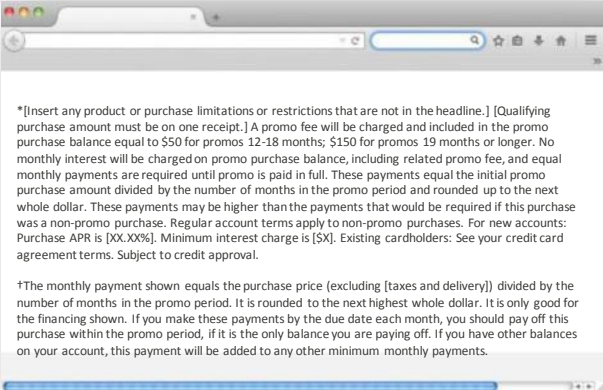 *[Insert any product or purchase limitations or restrictions that are not in the headline.] [Qualifying
purchase amount must be on one receipt.] A promo fee will be charged and included in the promo
purchase balance equal to $50 for promos 12-18 months; $150 for promos 19 months or longer. No
monthly interest will be charged on promo purchase balance, including related promo fee, and equal
monthly payments are required until promo is paid in full. These payments equal the initial promo
purchase amount divided by the number of months in the promo period and rounded up to the next
whole dollar. These payments may be higher than the payments that would be required if this purchase
was a non-promo purchase. Regular account terms apply to non-promo purchases. For new accounts:
Purchase APR is [XX.XX%]. Minimum interest charge is [$X]. Existing cardholders: See your credit card
agreement terms. Subject to credit approval.
†The monthly payment shown equals the purchase price (excluding [taxes and delivery]) divided by the
number of months in the promo period. It is rounded to the next highest whole dollar. It is only good for
the financing shown. If you make these payments by the due date each month, you should pay off this
purchase within the promo period, if it is the only balance you are paying off. If you have other balances
on your account, this payment will be added to any other minimum monthly payments.